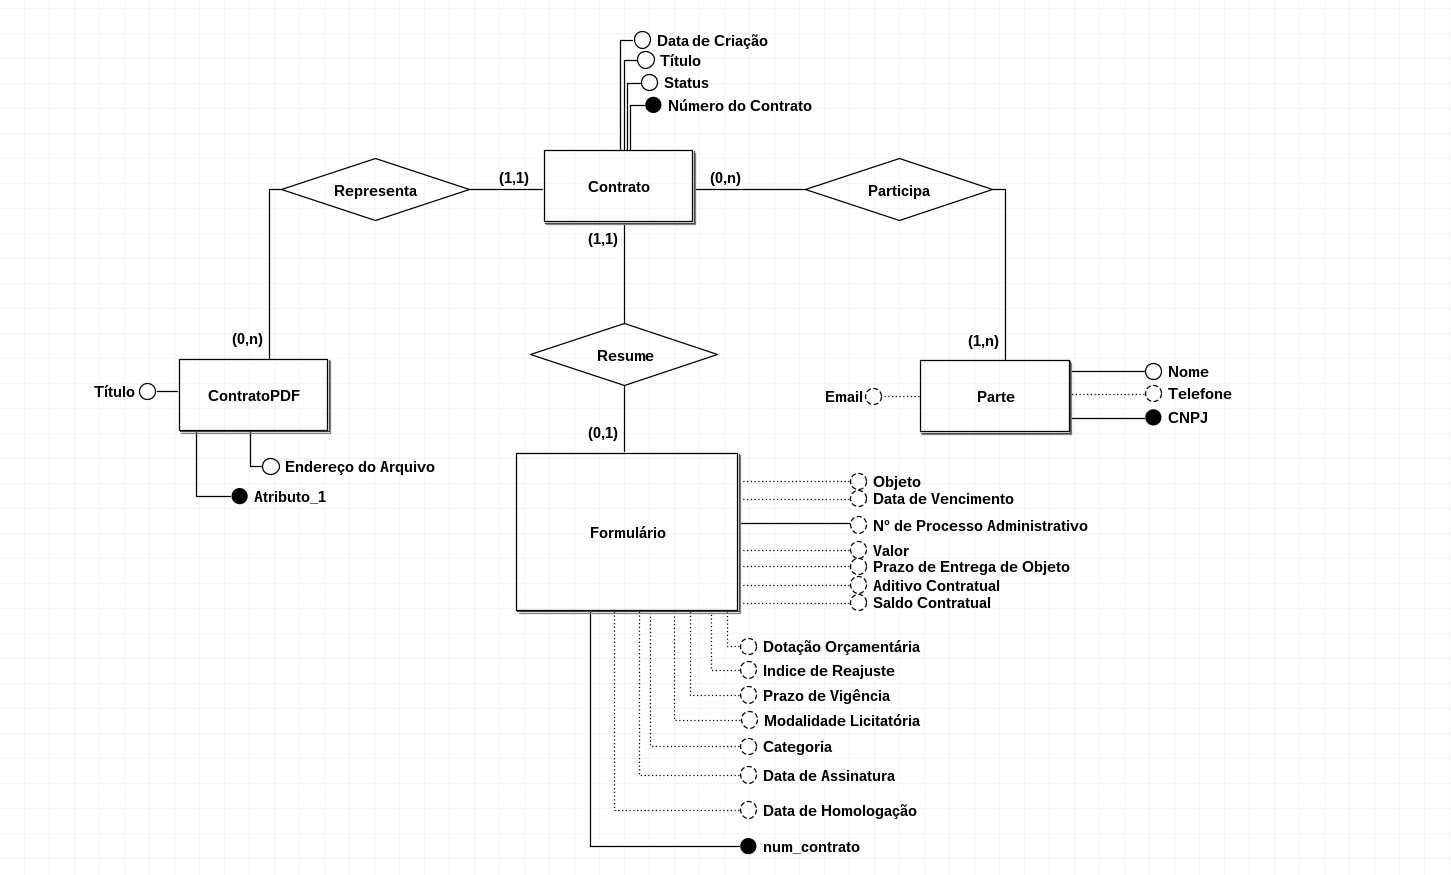 Data de Criação
Título
Status
Número do Contrato
Representa
(1,1)
Contrato
(0,n)
Participa
(1,1)
(0,n)
(1,n)
Resume
Título
ContratoPDF
Email
Parte
Nome
Telefone
CNPJ
(0,1)
Endereço do Arquivo
Atributo_1
Formulário
Objeto
Data de Vencimento
N° de Processo Administrativo
Valor
Prazo de Entrega de Objeto
Aditivo Contratual
Saldo Contratual
Dotação Orçamentária
Indice de Reajuste
Prazo de Vigência
Modalidade Licitatória
Categoria
Data de Assinatura
Data de Homologação
num_contrato